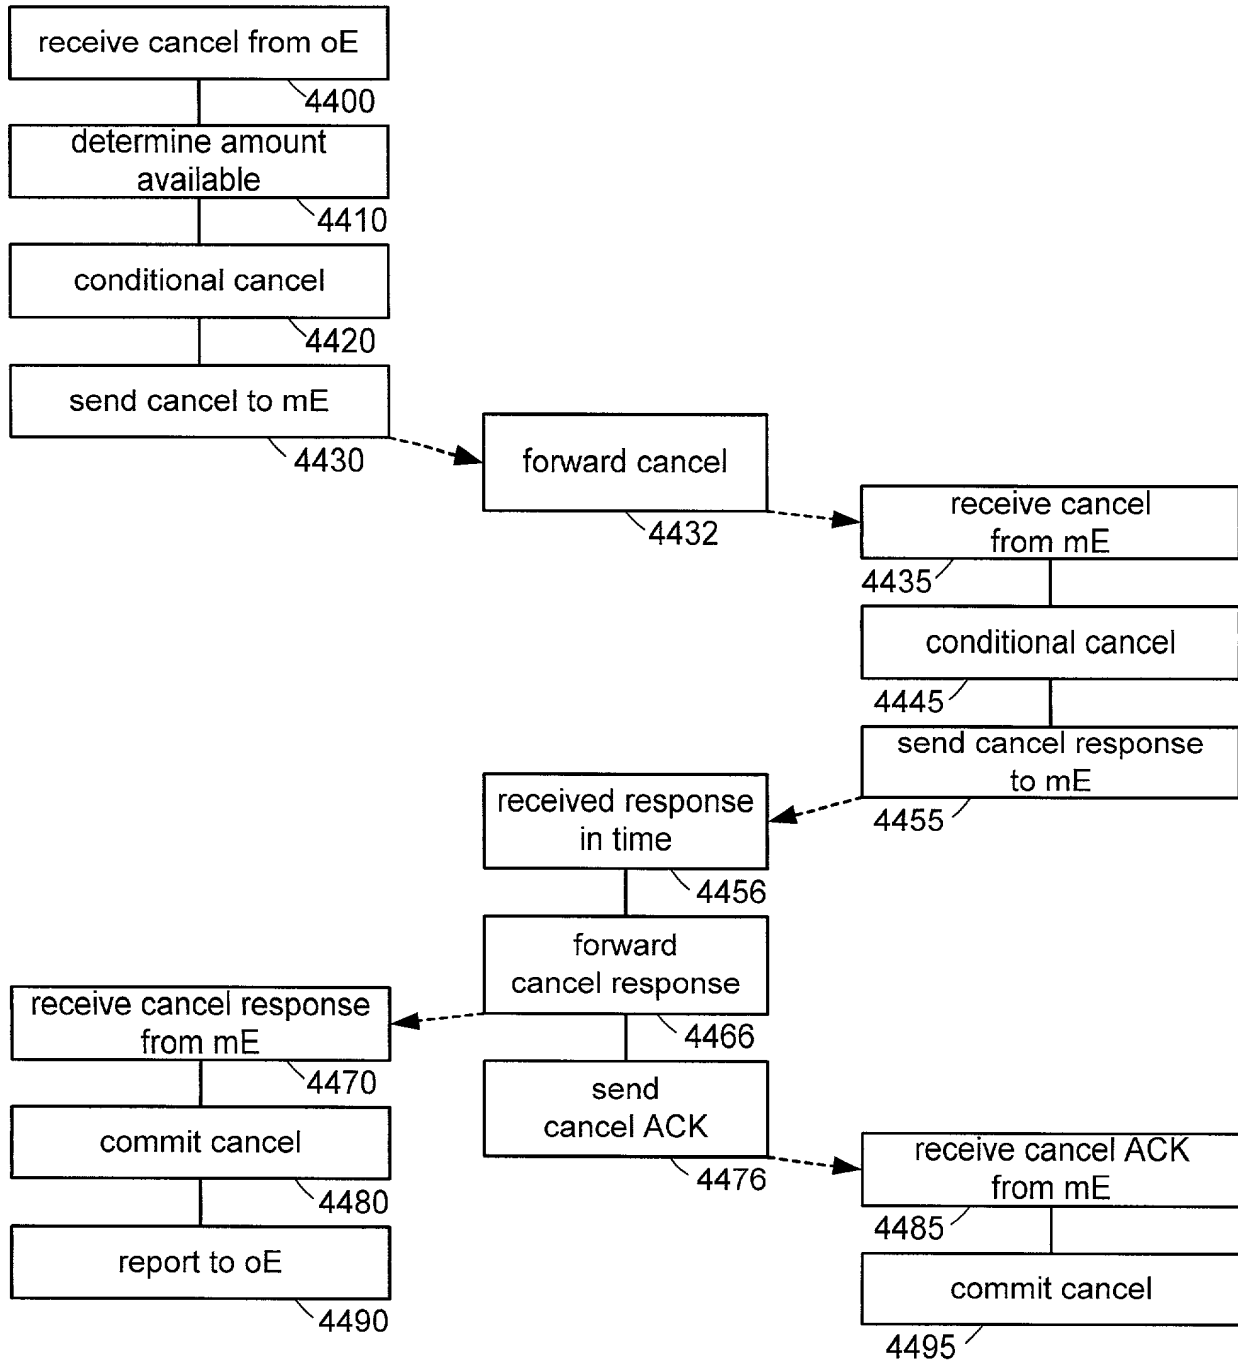 receive cancel from oE
4400
determine amount
available
4410
conditional cancel
4420
send cancel to mE
4430
forward cancel
4432
receive cancel
from mE
4435
conditional cancel
4445
send cancel response
to mE
4455
received response
in time
4456
forward
cancel response
4466
receive cancel response
from mE
4470
send
cancel ACK
4476
commit cancel
4480
receive cancel ACK
from mE
4485
report to oE
4490
commit cancel
4495